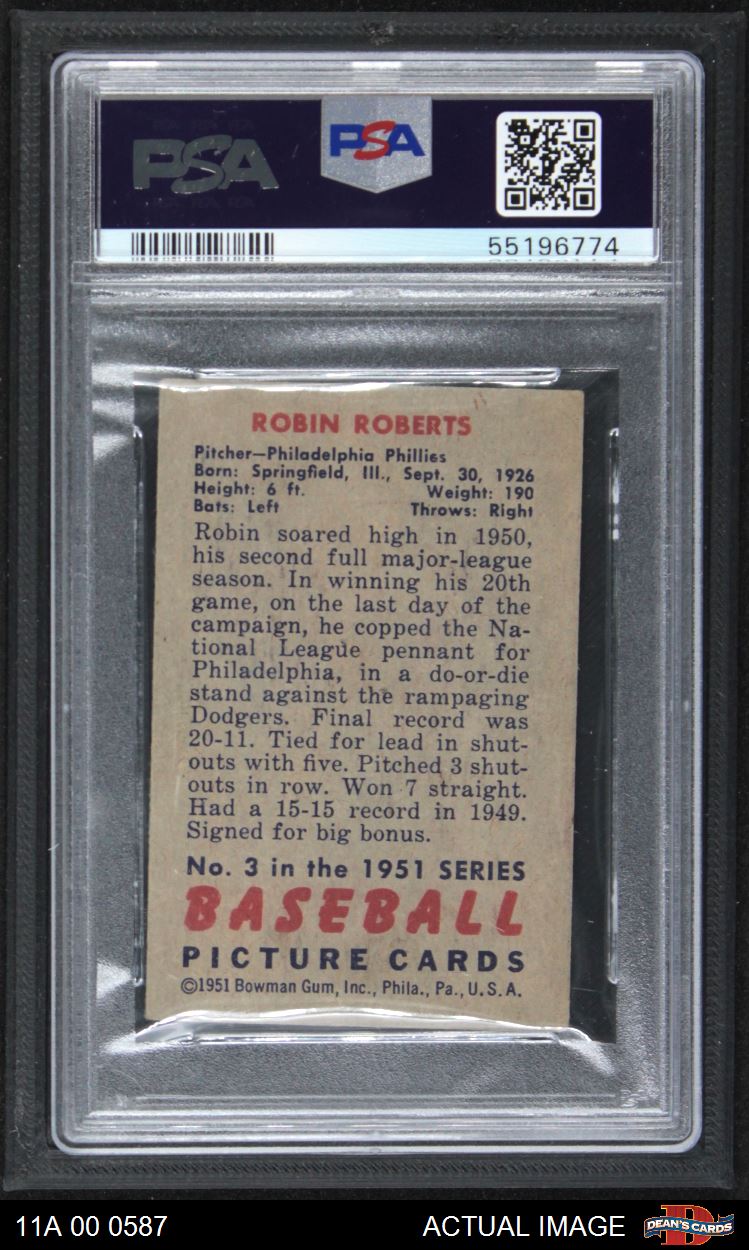 PSA
PSA
55196774
ROBIN ROBERTS
Pitcher—Philadelphia Phillies
Born: Springfield, Ill., Sept. 30, 1926
Height: 6 ft. Weight: 190
Bats: Left Throws: Right
Robin soared high in 1950,
his second full major-league
season. In winning his 20th
game, on the last day of the
campaign, he copped the Na-
tional League pennant for
Philadelphia, in a do-or-die
stand against the rampaging
Dodgers. Final record was
20-11. Tied for lead in shut-
outs with five. Pitched 3 shut-
outs in row. Won 7 straight.
Had a 15-15 record in 1949.
Signed for big bonus.
No. 3 in the 1951 SERIES
BASEBALL
PICTURE CARDS
©1951 Bowman Gum, Inc., Phila., Pa., U.S.A.
11A 00 0587 ACTUAL IMAGE DEAN'S CARDS